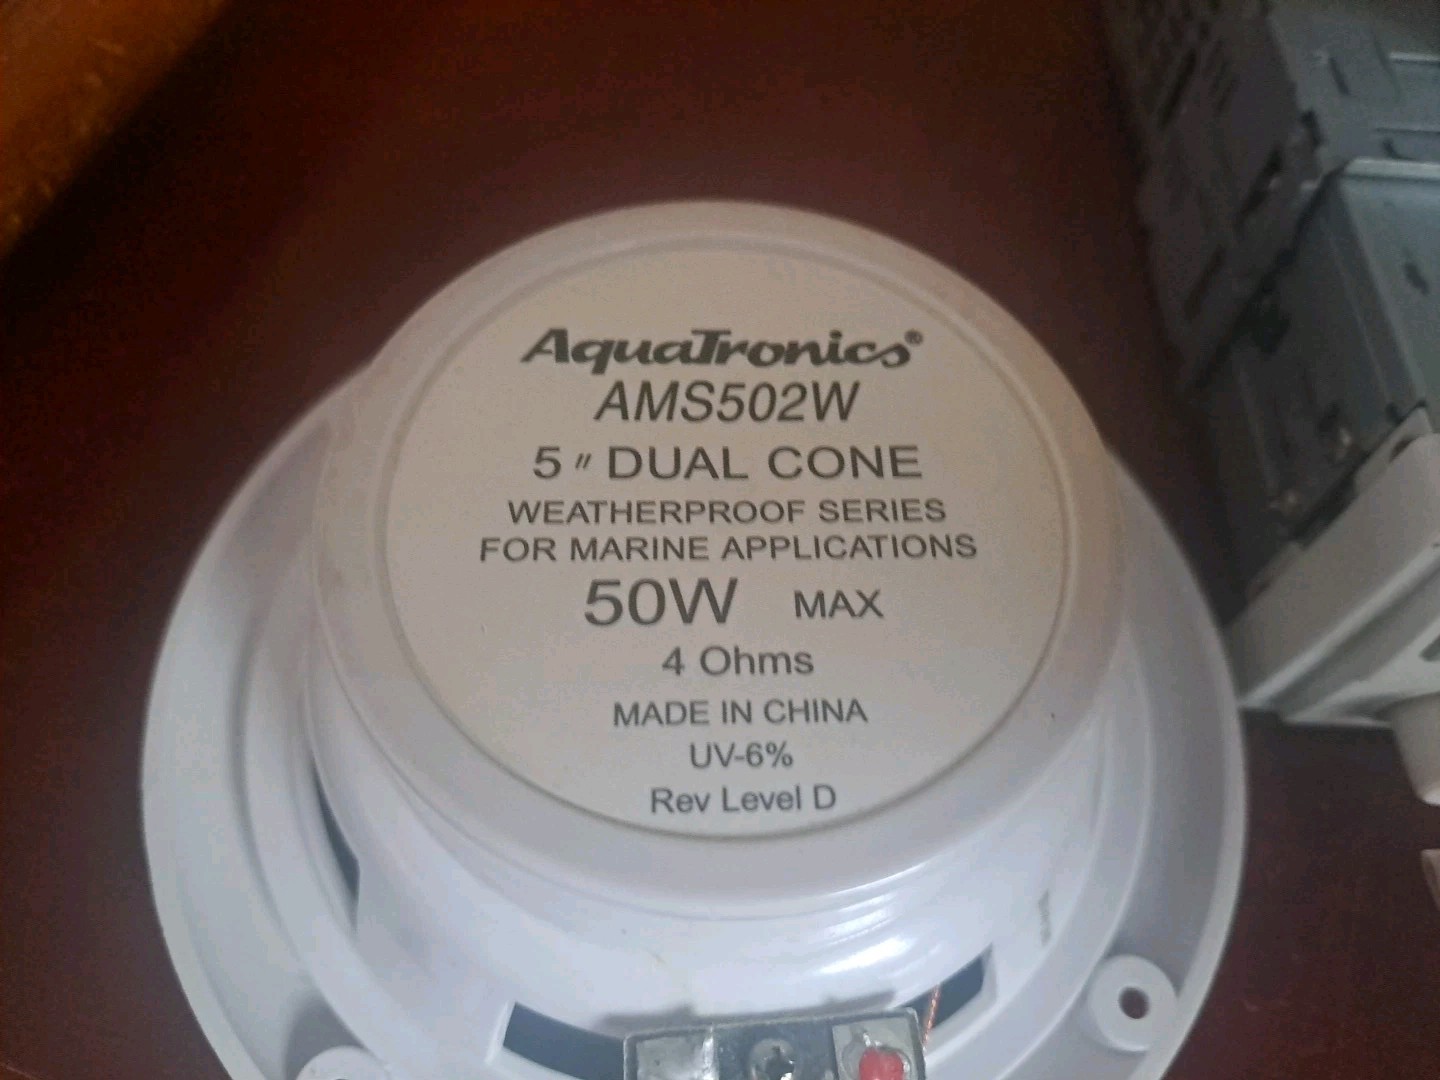 AquaTronics®
AMS502W
5" DUAL CONE
WEATHERPROOF SERIES
FOR MARINE APPLICATIONS
50W MAX
4 Ohms
MADE IN CHINA
UV-6%
Rev Level D